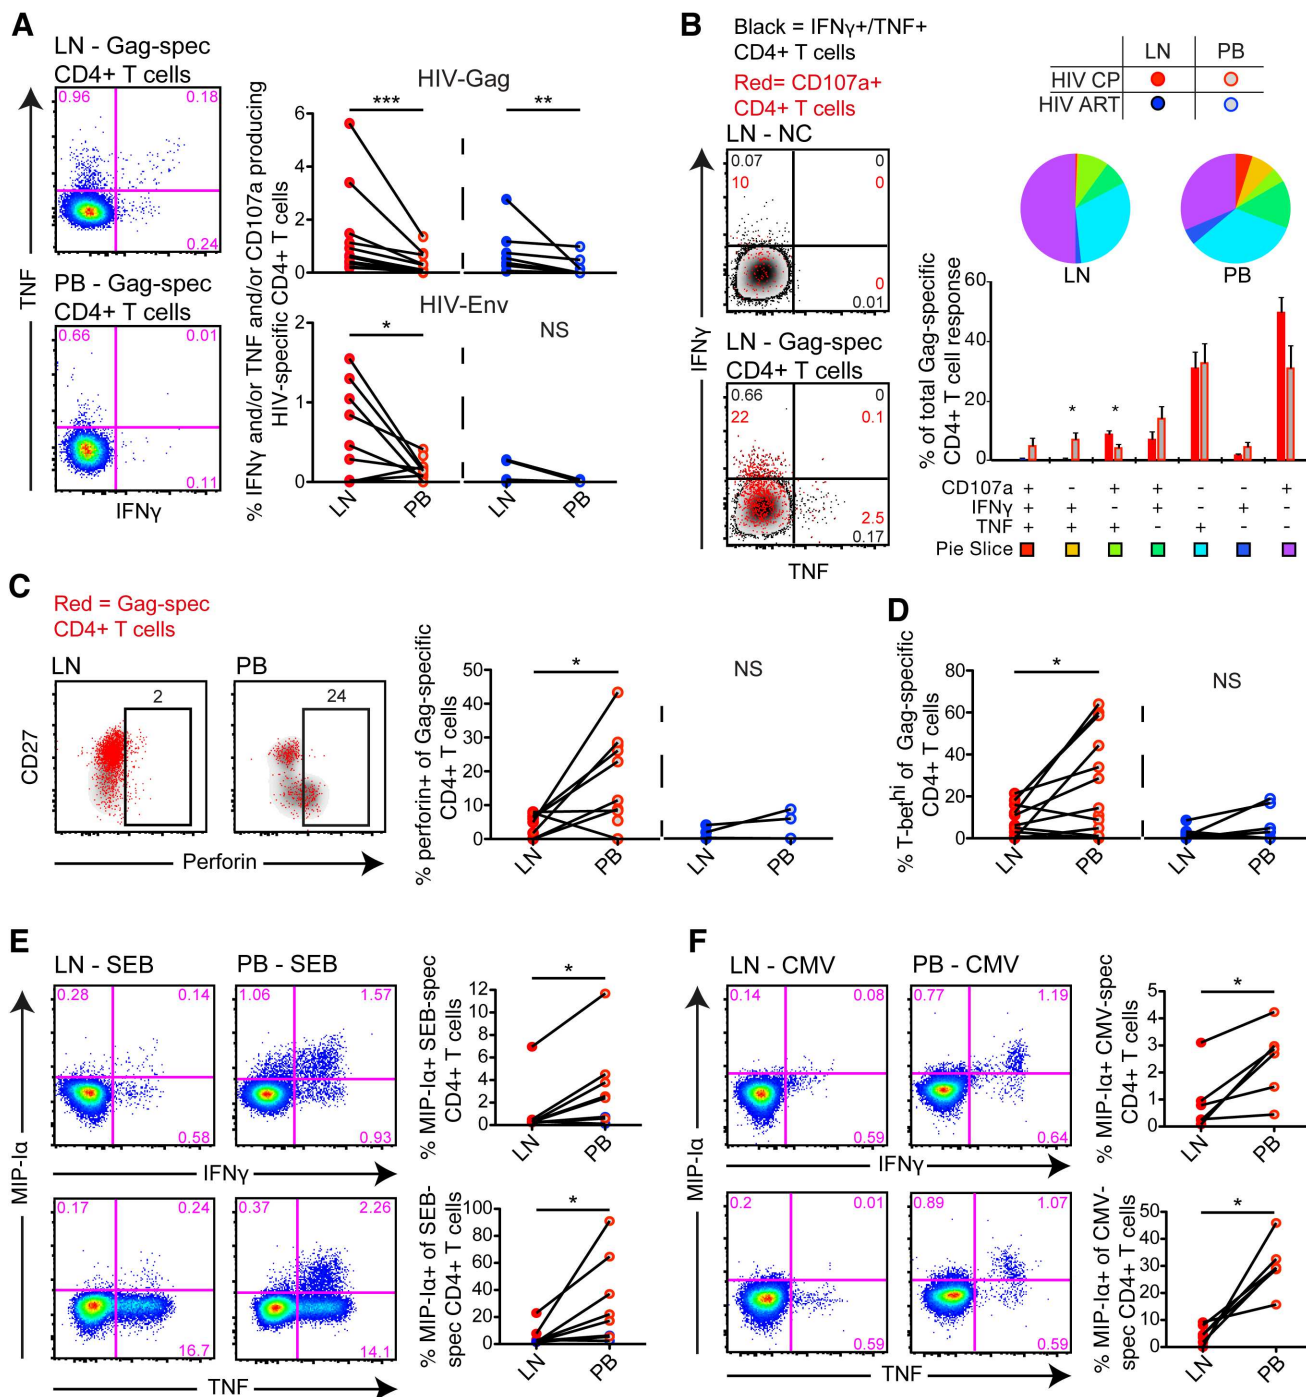 A
LN - Gag-spec
CD4+ T cells
0.96
0.18
0.24
TNF
PB - Gag-spec
CD4+ T cells
0.66
0.01
0.11
IFNγ
% IFNγ and/or TNF and/or CD107a producing
HIV-specific CD4+ T cells
HIV-Gag
***
**
6
4
2
0
HIV-Env
*
NS
2
1
0
LN
PB
LN
PB
B
Black = IFNγ+/TNF+
CD4+ T cells
Red= CD107a+
CD4+ T cells
LN - NC
0.07
10
0
0
0
0.01
IFNγ
LN - Gag-spec
CD4+ T cells
0.66
22
0
0.1
2.5
0.17
TNF
LN
PB
HIV CP
HIV ART
LN
PB
% of total Gag-specific
CD4+ T cell response
60
40
20
0
*
*
CD107a + - + + - - +
IFNγ + + - + - + -
TNF + + + - + - -
Pie Slice
C
Red = Gag-spec
CD4+ T cells
LN
PB
2
24
CD27
Perforin
% perforin+ of Gag-specific
CD4+ T cells
50
40
30
20
10
0
*
NS
LN
PB
LN
PB
D
% T-bethi of Gag-specific
CD4+ T cells
80
60
40
20
0
*
NS
LN
PB
LN
PB
E
LN - SEB
PB - SEB
0.28
0.14
0.58
1.06
1.57
0.93
MIP-Iα
IFNγ
0.17
0.24
16.7
0.37
2.26
14.1
TNF
% MIP-Iα+ SEB-spec
CD4+ T cells
12
10
8
6
4
2
0
*
LN
PB
% MIP-Iα+ of SEB-
spec CD4+ T cells
100
80
60
40
20
0
*
LN
PB
F
LN - CMV
PB - CMV
0.14
0.08
0.59
0.77
1.19
0.64
MIP-Iα
IFNγ
0.2
0.01
0.59
0.89
1.07
0.59
TNF
% MIP-Iα+ CMV-spec
CD4+ T cells
5
4
3
2
1
0
*
LN
PB
% MIP-Iα+ of CMV-
spec CD4+ T cells
50
40
30
20
10
0
*
LN
PB